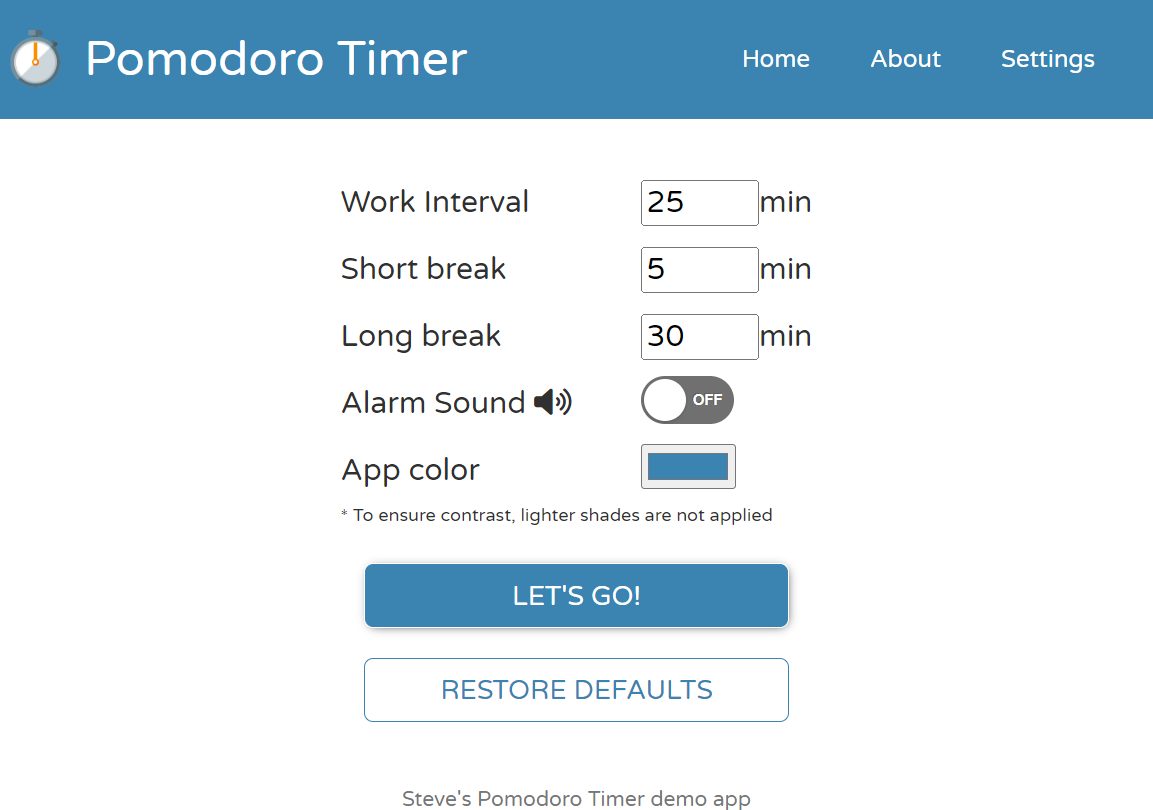 Pomodoro Timer Home About Settings
Work Interval 25 min
Short break 5 min
Long break 30 min
Alarm Sound OFF
App color
* To ensure contrast, lighter shades are not applied
LET'S GO!
RESTORE DEFAULTS
Steve's Pomodoro Timer demo app